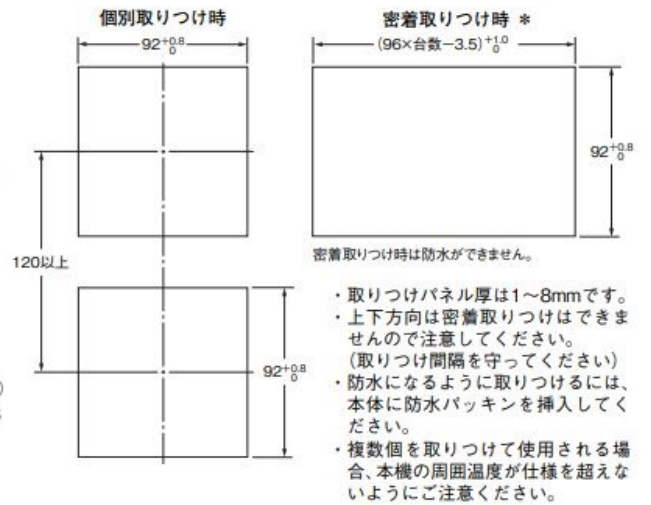 個別取りつけ時
92+0.8 0
120以上
92+0.8 0
密着取りつけ時 *
(96×台数−3.5)+1.0 0
92+0.8 0
密着取りつけ時は防水ができません。
・取りつけパネル厚は1〜8mmです。
・上下方向は密着取りつけはできま
せんので注意してください。
(取りつけ間隔を守ってください)
・防水になるように取りつけるには、
本体に防水パッキンを挿入してく
ださい。
・複数個を取りつけて使用される場
合、本機の周囲温度が仕様を超えな
いようにご注意ください。